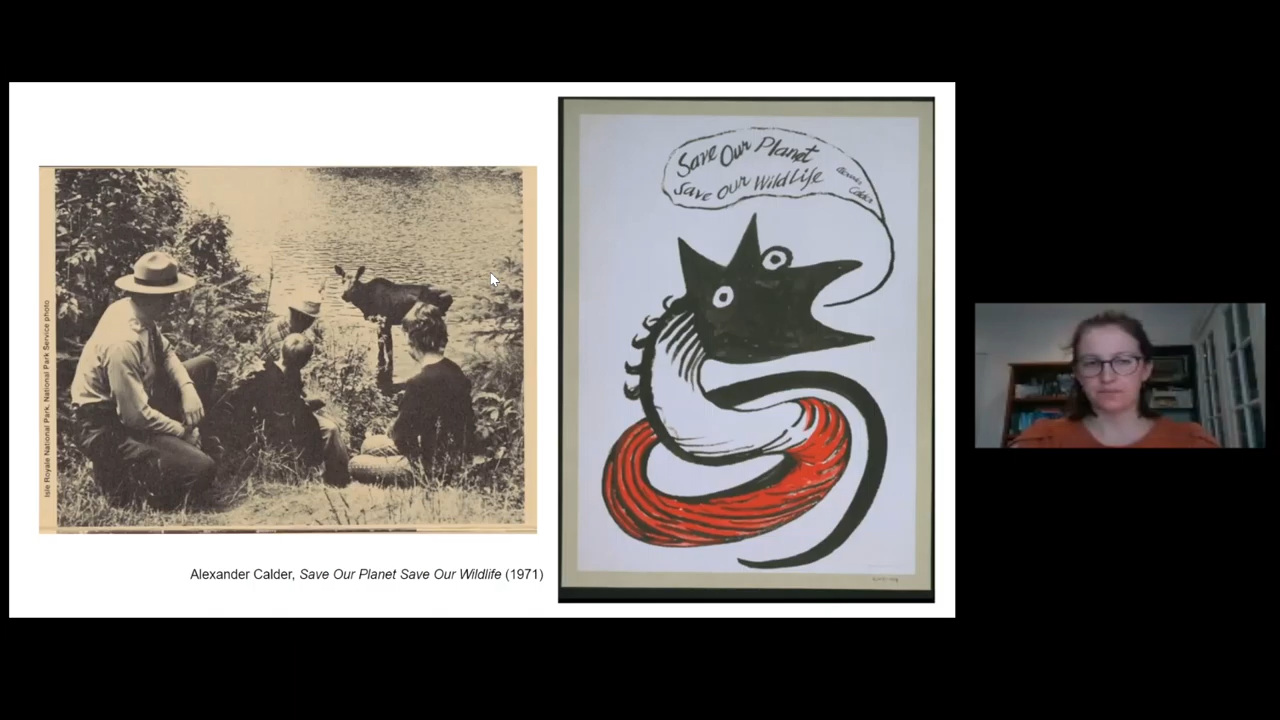 Isle Royale National Park, National Park Service photo
Save Our Planet
Save Our WildLife
Calder
Alexander Calder, Save Our Planet Save Our Wildlife (1971)